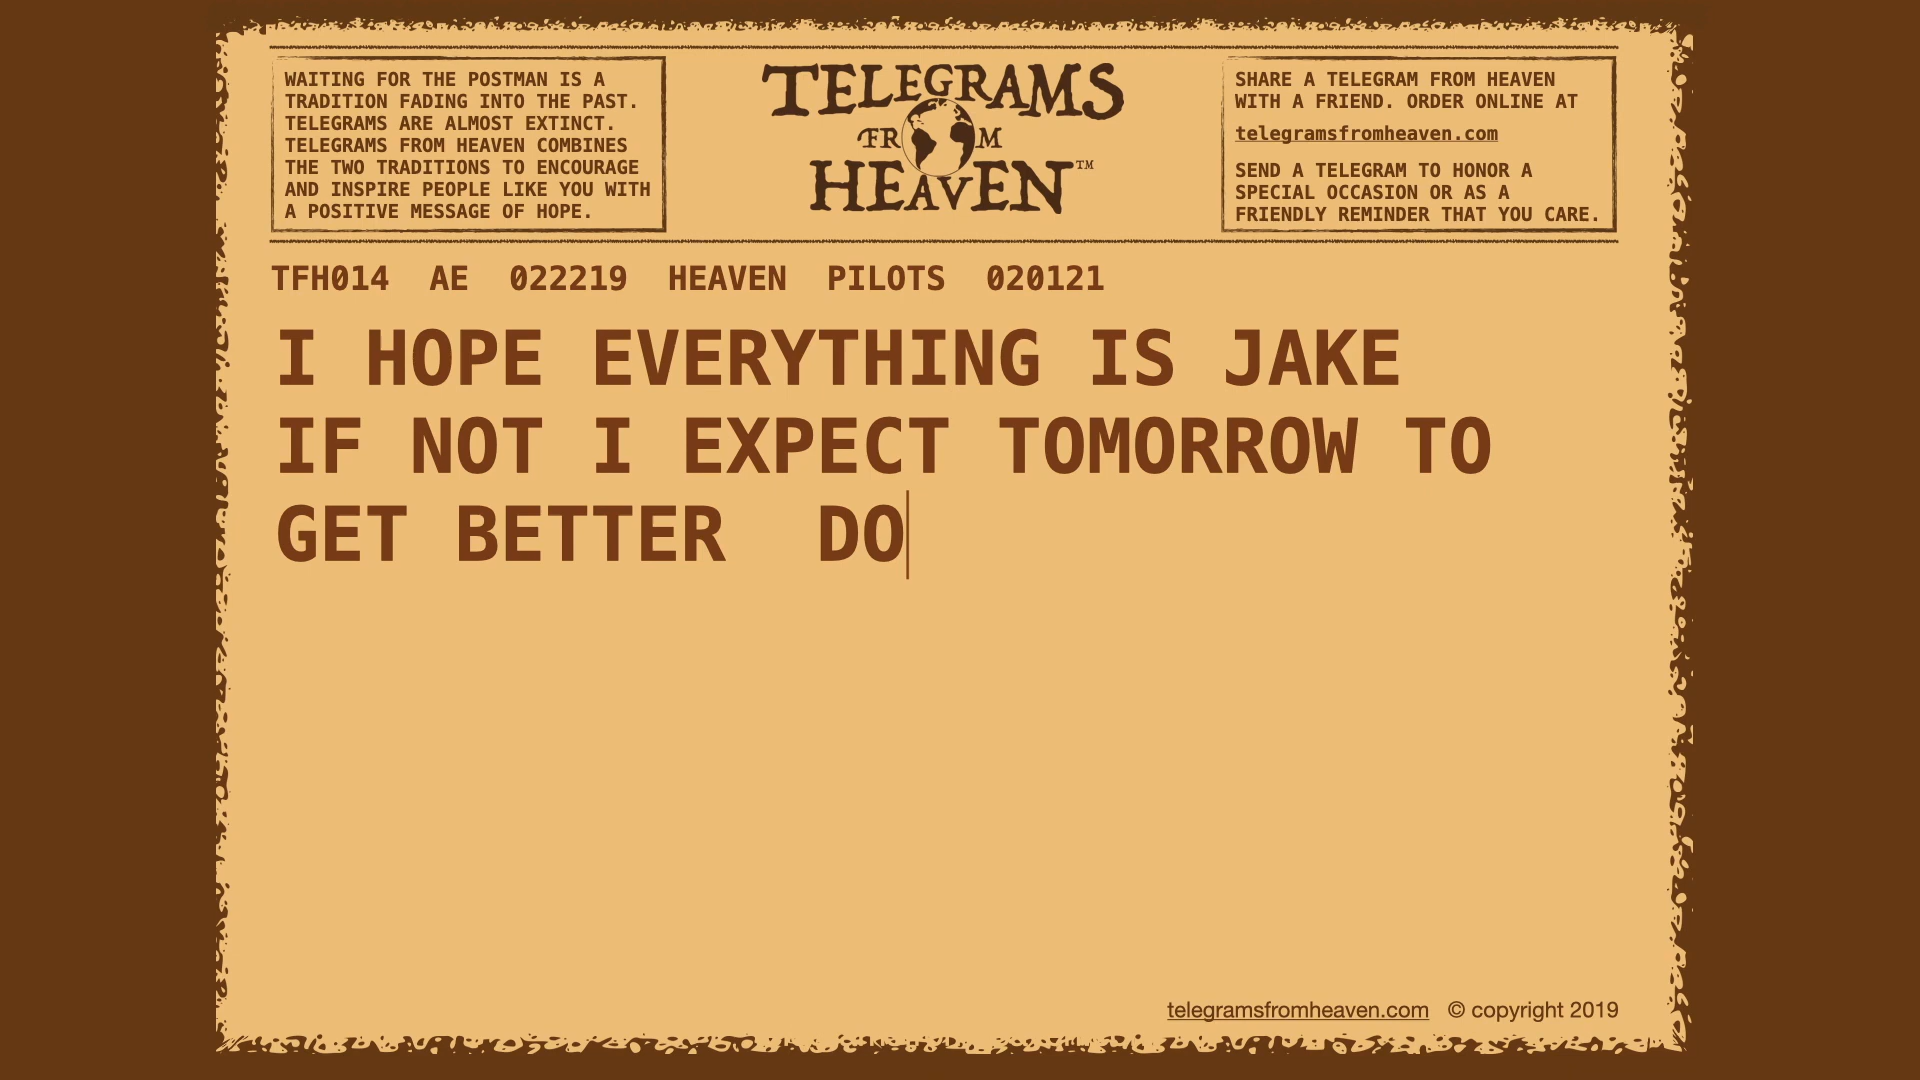 WAITING FOR THE POSTMAN IS A
TRADITION FADING INTO THE PAST.
TELEGRAMS ARE ALMOST EXTINCT.
TELEGRAMS FROM HEAVEN COMBINES
THE TWO TRADITIONS TO ENCOURAGE
AND INSPIRE PEOPLE LIKE YOU WITH
A POSITIVE MESSAGE OF HOPE.
TELEGRAMS
FROM
HEAVEN™
SHARE A TELEGRAM FROM HEAVEN
WITH A FRIEND. ORDER ONLINE AT
telegramsfromheaven.com
SEND A TELEGRAM TO HONOR A
SPECIAL OCCASION OR AS A
FRIENDLY REMINDER THAT YOU CARE.
TFH014 AE 022219 HEAVEN PILOTS 020121
I HOPE EVERYTHING IS JAKE
IF NOT I EXPECT TOMORROW TO
GET BETTER  DO
telegramsfromheaven.com © copyright 2019